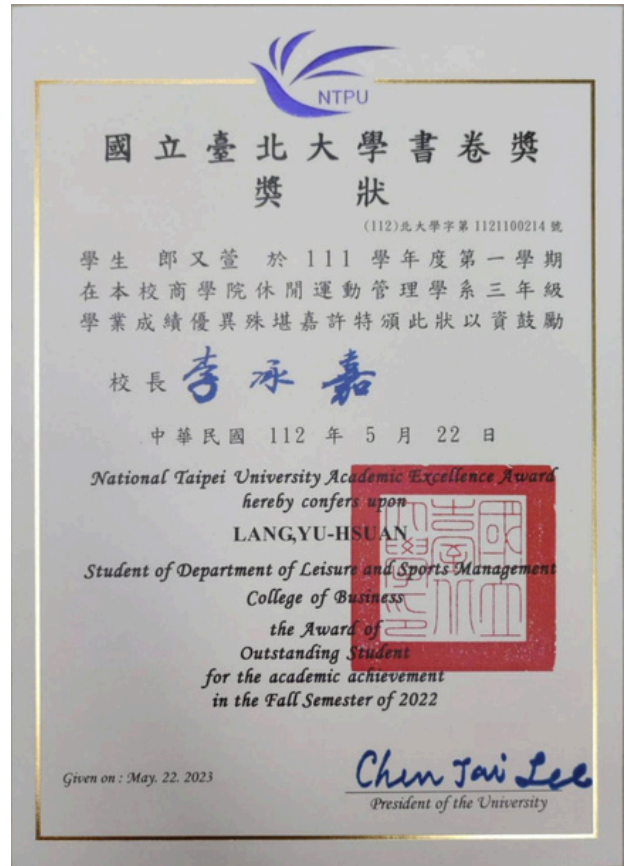 NTPU
國立臺北大學書卷獎
獎 狀
(112)北大學字第 1121100214 號
學生 郎又萱 於 111 學年度第一學期
在本校商學院休閒運動管理學系三年級
學業成績優異殊堪嘉許特頒此狀以資鼓勵
校長 李承嘉
中華民國 112 年 5 月 22 日
National Taipei University Academic Excellence Award
hereby confers upon
LANG,YU-HSUAN
Student of Department of Leisure and Sports Management
College of Business
the Award of
Outstanding Student
for the academic achievement
in the Fall Semester of 2022
國立臺北大學印
Given on : May. 22. 2023
Chen Jai Lee
President of the University